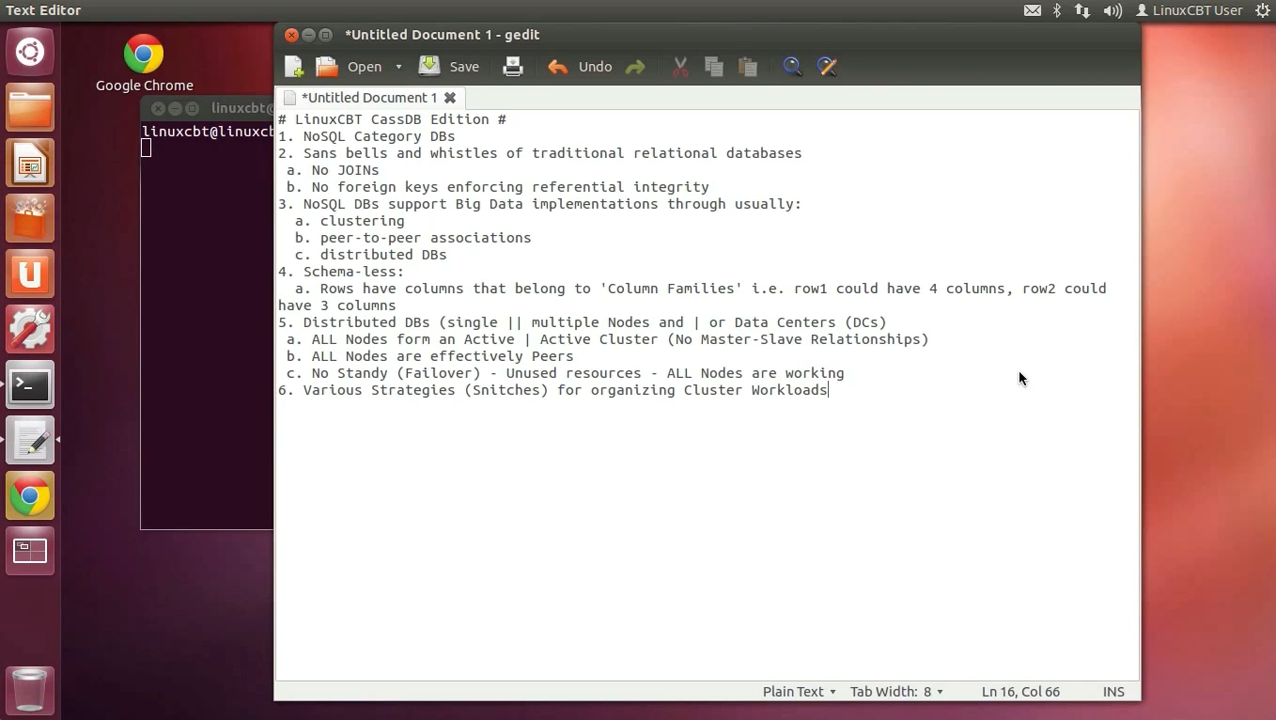 Text Editor
LinuxCBT User
Google Chrome
linuxcbt@
linuxcbt@linuxcb
*Untitled Document 1 - gedit
Open Save Undo
*Untitled Document 1
# LinuxCBT CassDB Edition #
1. NoSQL Category DBs
2. Sans bells and whistles of traditional relational databases
a. No JOINs
b. No foreign keys enforcing referential integrity
3. NoSQL DBs support Big Data implementations through usually:
a. clustering
b. peer-to-peer associations
c. distributed DBs
4. Schema-less:
a. Rows have columns that belong to 'Column Families' i.e. row1 could have 4 columns, row2 could
have 3 columns
5. Distributed DBs (single || multiple Nodes and | or Data Centers (DCs)
a. ALL Nodes form an Active | Active Cluster (No Master-Slave Relationships)
b. ALL Nodes are effectively Peers
c. No Standy (Failover) - Unused resources - ALL Nodes are working
6. Various Strategies (Snitches) for organizing Cluster Workloads
Plain Text Tab Width: 8 Ln 16, Col 66 INS